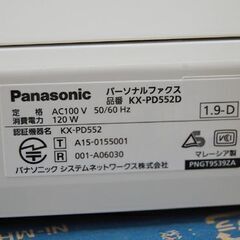 Panasonic パーソナルファクス
品番 KX-PD552D
定格 AC100 V 50/60 Hz
消費電力 120 W
1.9-D
認証機器名 KX-PD552
T A15-0155001
R 001-A06030
パナソニック システムネットワークス株式会社
マレーシア製
PNGT9539ZA
NI-MH